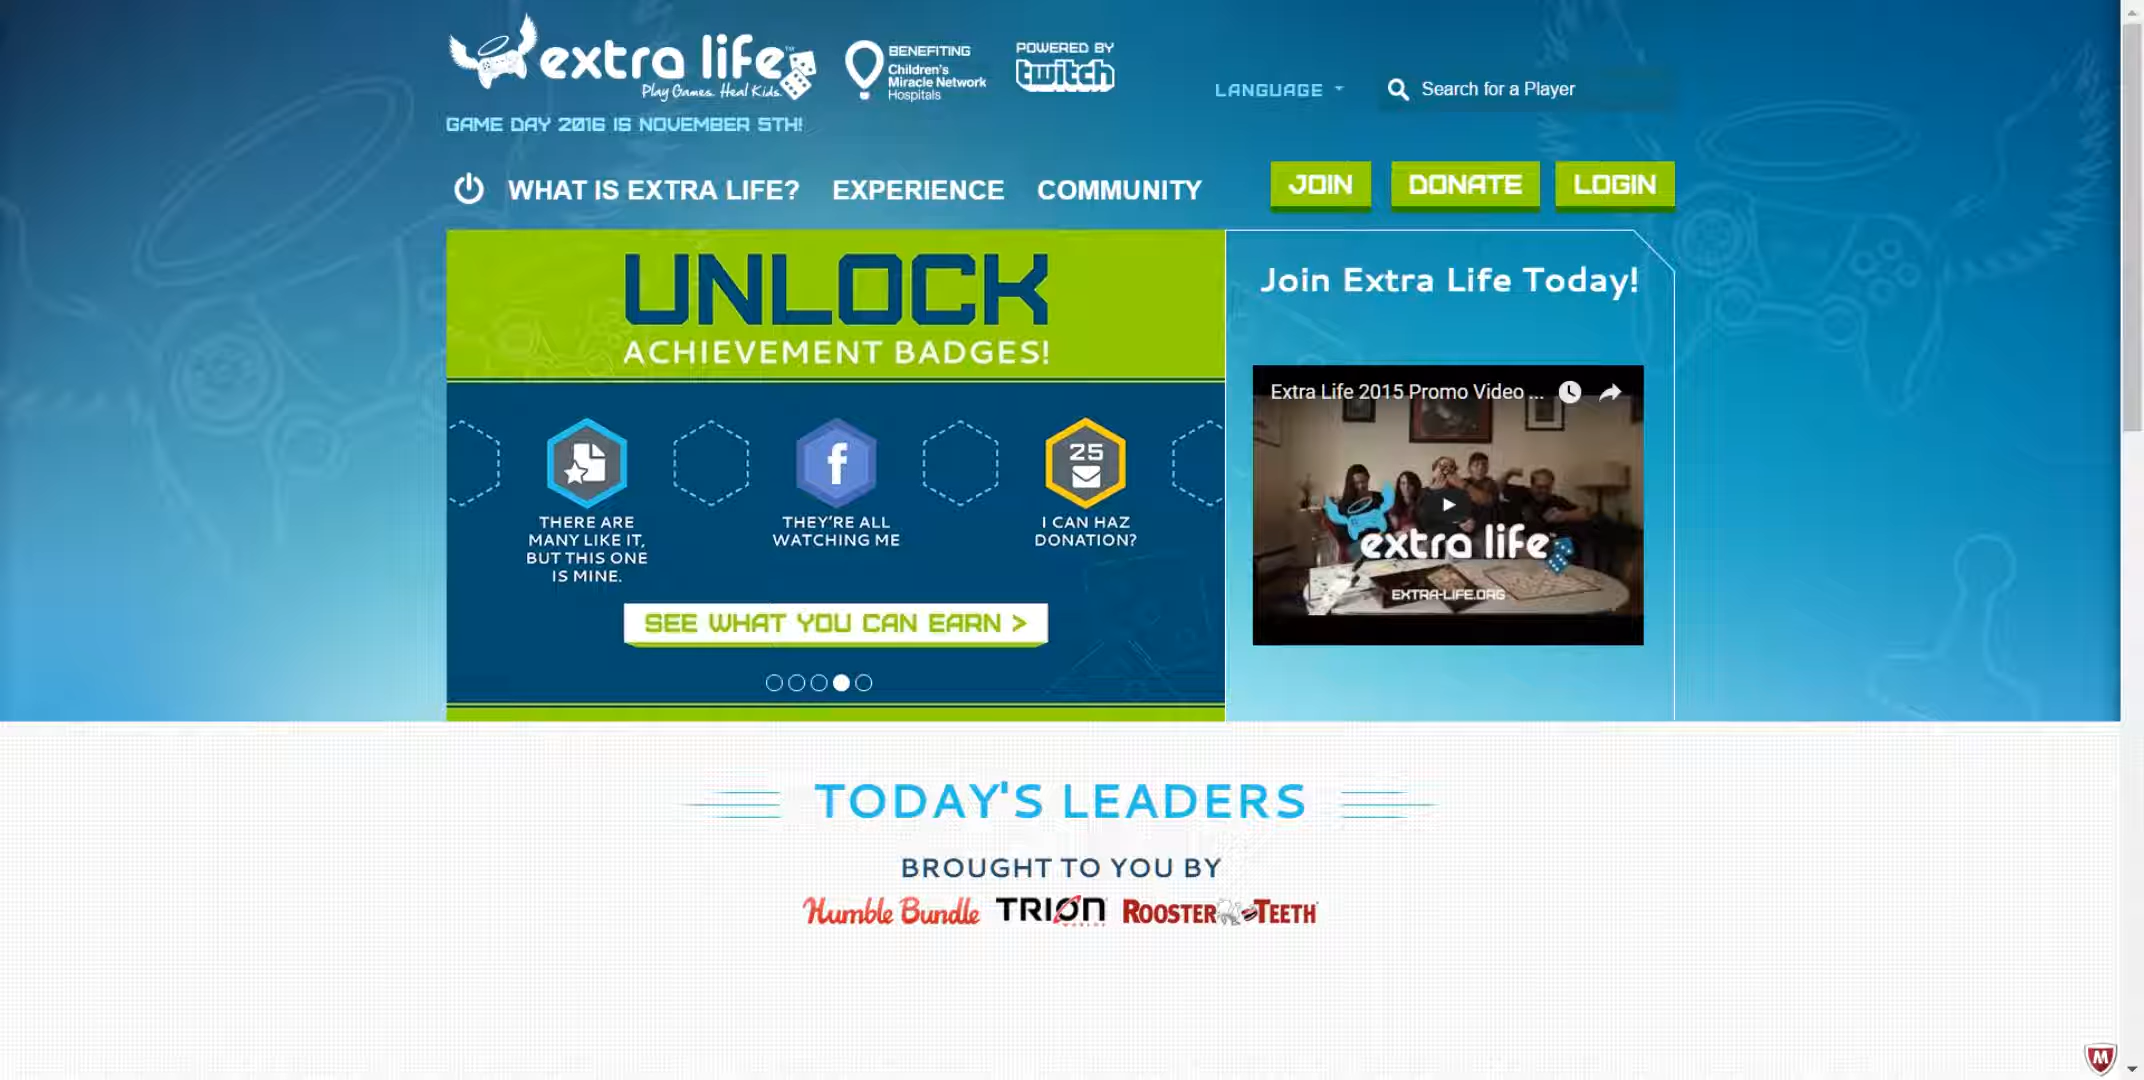 extra life™
Play Games. Heal Kids.
BENEFITING
Children's
Miracle Network
Hospitals
POWERED BY
twitch
LANGUAGE
Search for a Player
GAME DAY 2016 IS NOVEMBER 5TH!
WHAT IS EXTRA LIFE? EXPERIENCE COMMUNITY
JOIN DONATE LOGIN
UNLOCK
ACHIEVEMENT BADGES!
THERE ARE
MANY LIKE IT,
BUT THIS ONE
IS MINE.
f
THEY'RE ALL
WATCHING ME
25
I CAN HAZ
DONATION?
SEE WHAT YOU CAN EARN >
Join Extra Life Today!
Extra Life 2015 Promo Video ...
extra life
EXTRA-LIFE.ORG
TODAY'S LEADERS
BROUGHT TO YOU BY
Humble Bundle TRION WORLDS ROOSTER TEETH
M